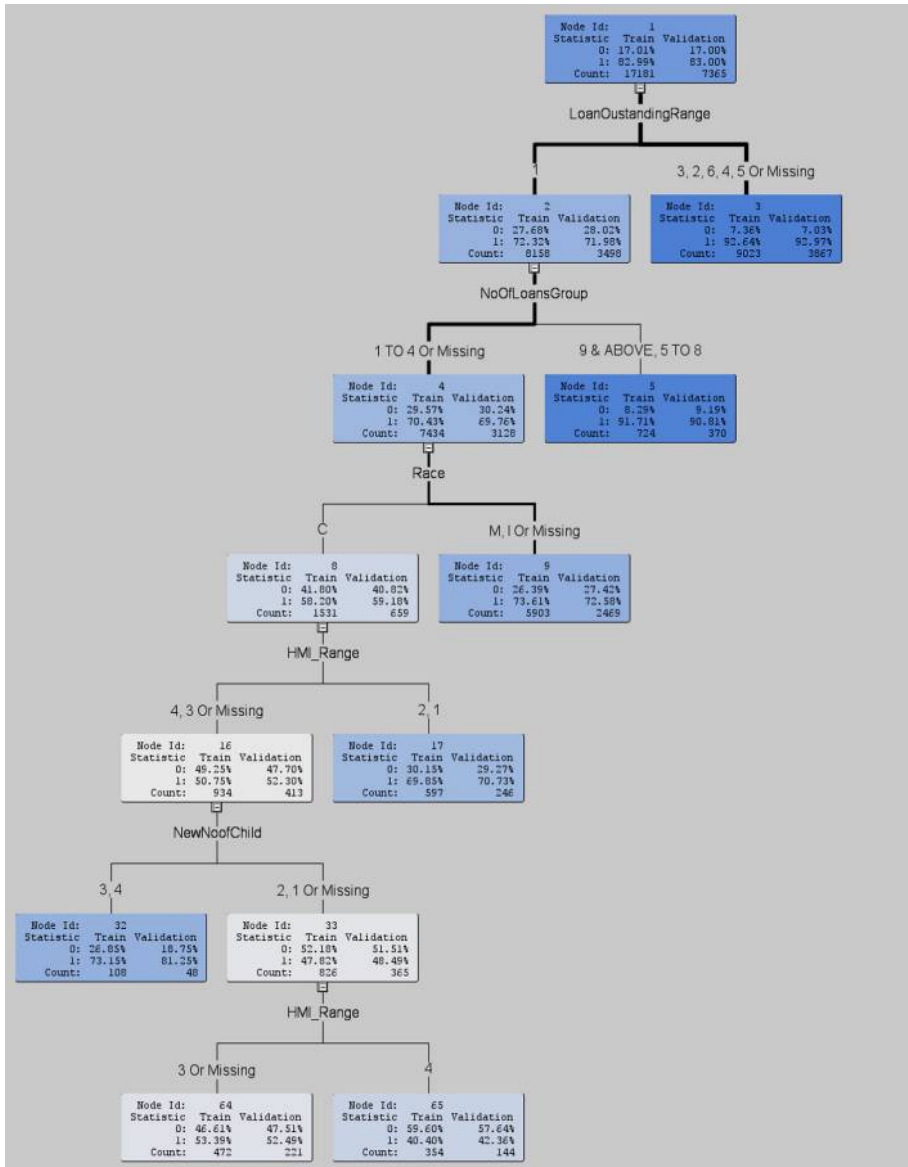 Node Id: 1
Statistic Train Validation
0: 17.01% 17.00%
1: 82.99% 83.00%
Count: 17181 7365
LoanOustandingRange
1
3, 2, 6, 4, 5 Or Missing
Node Id: 2
Statistic Train Validation
0: 27.68% 28.02%
1: 72.32% 71.98%
Count: 8158 3498
Node Id: 3
Statistic Train Validation
0: 7.36% 7.03%
1: 92.64% 92.97%
Count: 9023 3867
NoOfLoansGroup
1 TO 4 Or Missing
9 & ABOVE, 5 TO 8
Node Id: 4
Statistic Train Validation
0: 29.57% 30.24%
1: 70.43% 69.76%
Count: 7434 3128
Node Id: 5
Statistic Train Validation
0: 8.29% 9.19%
1: 91.71% 90.81%
Count: 724 370
Race
C
M, I Or Missing
Node Id: 8
Statistic Train Validation
0: 41.80% 40.82%
1: 58.20% 59.18%
Count: 1531 659
Node Id: 9
Statistic Train Validation
0: 26.39% 27.42%
1: 73.61% 72.58%
Count: 5903 2469
HMI_Range
4, 3 Or Missing
2, 1
Node Id: 16
Statistic Train Validation
0: 49.25% 47.70%
1: 50.75% 52.30%
Count: 934 413
Node Id: 17
Statistic Train Validation
0: 30.15% 29.27%
1: 69.85% 70.73%
Count: 597 246
NewNoofChild
3, 4
2, 1 Or Missing
Node Id: 32
Statistic Train Validation
0: 26.85% 18.75%
1: 73.15% 81.25%
Count: 108 48
Node Id: 33
Statistic Train Validation
0: 52.18% 51.51%
1: 47.82% 48.49%
Count: 826 365
HMI_Range
3 Or Missing
4
Node Id: 64
Statistic Train Validation
0: 46.61% 47.51%
1: 53.39% 52.49%
Count: 472 221
Node Id: 65
Statistic Train Validation
0: 59.60% 57.64%
1: 40.40% 42.36%
Count: 354 144